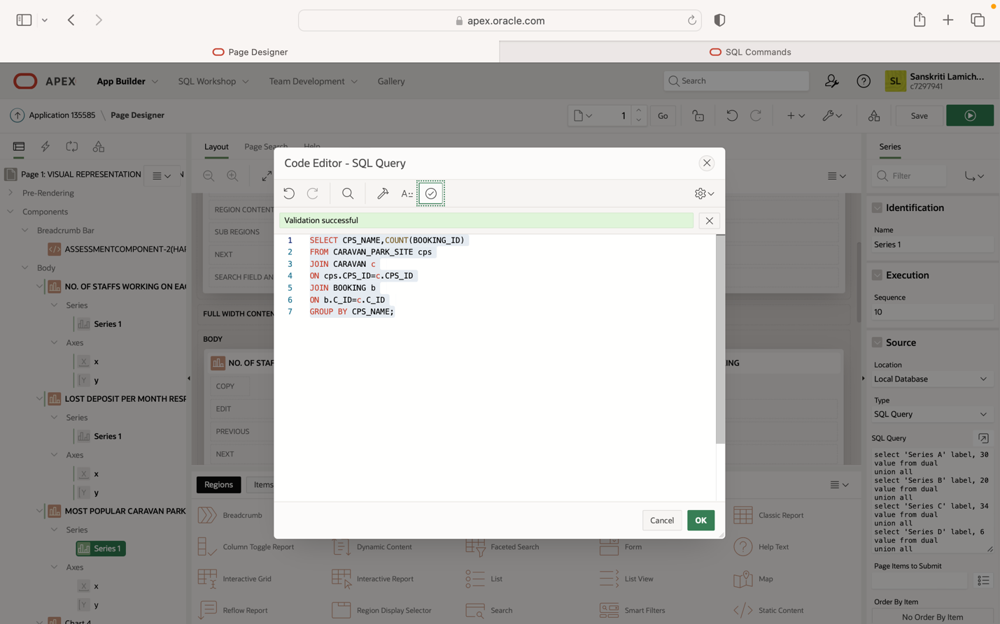 apex.oracle.com
Page Designer
SQL Commands
APEX
App Builder
SQL Workshop
Team Development
Gallery
Search
SL
Sanskriti Lamich...
c7297941
Application 135585
\
Page Designer
1
Go
Save
Layout
Page Search
Help
Series
Page 1: VISUAL REPRESENTATION
Filter
Pre-Rendering
Components
Breadcrumb Bar
ASSESSMENTCOMPONENT-2(HAR
Body
NO. OF STAFFS WORKING ON EAC
Series
Series 1
Axes
x
y
LOST DEPOSIT PER MONTH RESP
Series
Series 1
Axes
x
y
MOST POPULAR CARAVAN PARK
Series
Series 1
Axes
x
y
Chart 4
REGION CONTENT
SUB REGIONS
NEXT
SEARCH FIELD AN
FULL WIDTH CONTEN
BODY
NO. OF STAF
ING
COPY
EDIT
PREVIOUS
NEXT
Code Editor - SQL Query
A::
Validation successful
1 SELECT CPS_NAME,COUNT(BOOKING_ID)
2 FROM CARAVAN_PARK_SITE cps
3 JOIN CARAVAN c
4 ON cps.CPS_ID=c.CPS_ID
5 JOIN BOOKING b
6 ON b.C_ID=c.C_ID
7 GROUP BY CPS_NAME;
Cancel
OK
Regions
Items
Breadcrumb
Classic Report
Column Toggle Report
Dynamic Content
Faceted Search
Form
Help Text
Interactive Grid
Interactive Report
List
List View
Map
Reflow Report
Region Display Selector
Search
Smart Filters
Static Content
Identification
Name
Series 1
Execution
Sequence
10
Source
Location
Local Database
Type
SQL Query
SQL Query
select 'Series A' label, 30
value from dual
union all
select 'Series B' label, 20
value from dual
union all
select 'Series C' label, 34
value from dual
union all
select 'Series D' label, 6
value from dual
union all
Page Items to Submit
Order By Item
No Order By Item